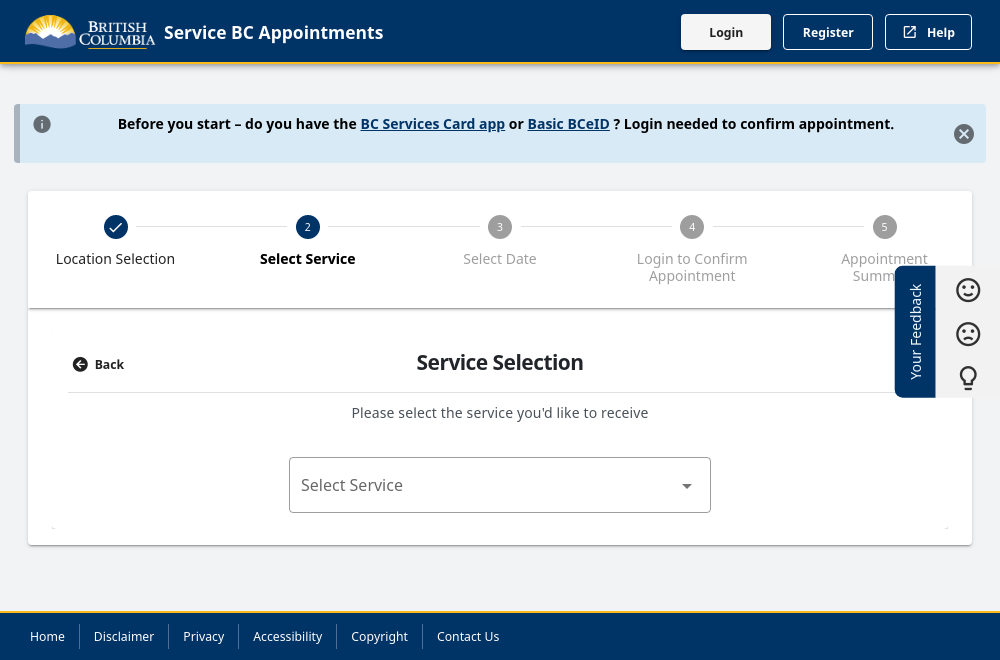 BRITISH
COLUMBIA
Service BC Appointments
Login
Register
Help
Before you start – do you have the BC Services Card app or Basic BCeID ? Login needed to confirm appointment.
2
3
4
5
Location Selection
Select Service
Select Date
Login to Confirm
Appointment
Appointment
Summ
Your Feedback
Back
Service Selection
Please select the service you'd like to receive
Select Service
Home
Disclaimer
Privacy
Accessibility
Copyright
Contact Us